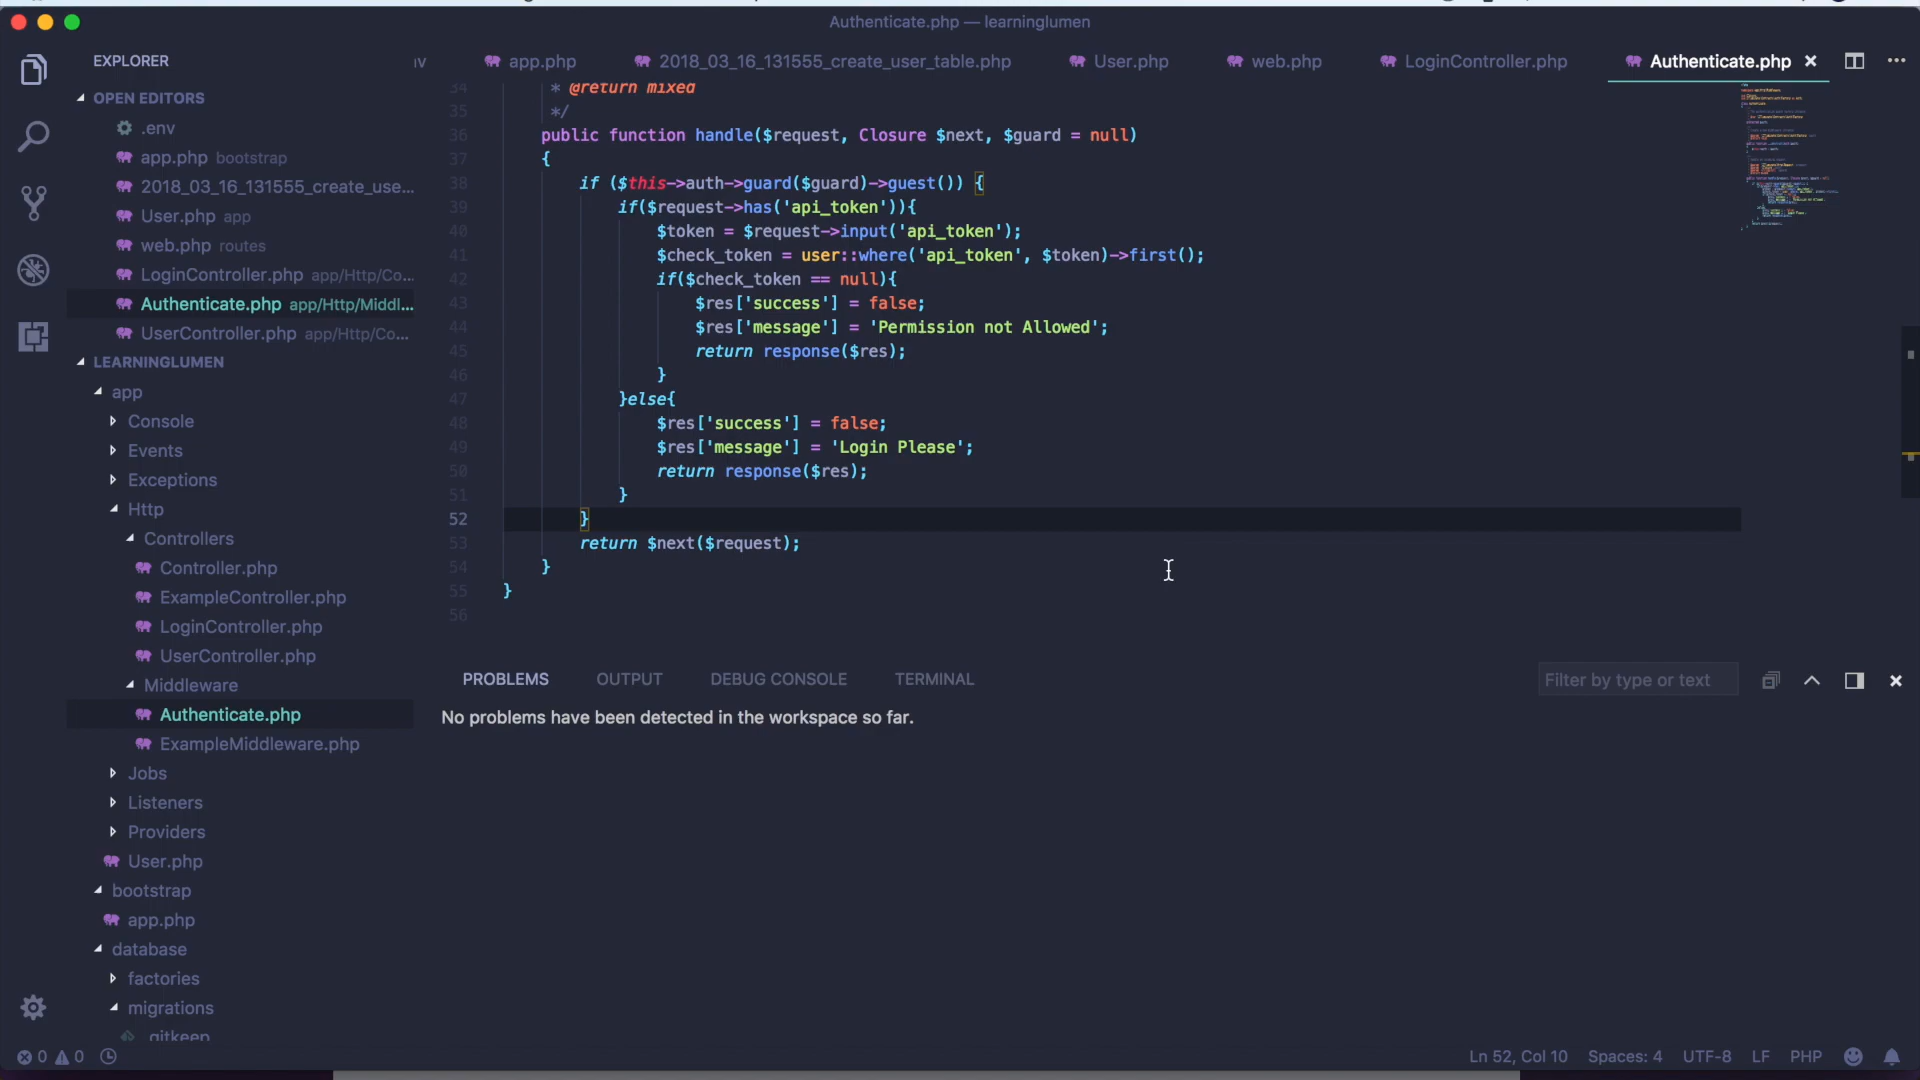 Authenticate.php — learninglumen
EXPLORER
OPEN EDITORS
.env
app.php bootstrap
2018_03_16_131555_create_use...
User.php app
web.php routes
LoginController.php app/Http/Co...
Authenticate.php app/Http/Middl...
UserController.php app/Http/Co...
LEARNINGLUMEN
app
Console
Events
Exceptions
Http
Controllers
Controller.php
ExampleController.php
LoginController.php
UserController.php
Middleware
Authenticate.php
ExampleMiddleware.php
Jobs
Listeners
Providers
User.php
bootstrap
app.php
database
factories
migrations
.gitkeep
app.php 2018_03_16_131555_create_user_table.php User.php web.php LoginController.php Authenticate.php
34 * @return mixed
35 */
36 public function handle($request, Closure $next, $guard = null)
37 {
38 if ($this->auth->guard($guard)->guest()) {
39 if($request->has('api_token')){
40 $token = $request->input('api_token');
41 $check_token = user::where('api_token', $token)->first();
42 if($check_token == null){
43 $res['success'] = false;
44 $res['message'] = 'Permission not Allowed';
45 return response($res);
46 }
47 }else{
48 $res['success'] = false;
49 $res['message'] = 'Login Please';
50 return response($res);
51 }
52 }
53 return $next($request);
54 }
55 }
56
PROBLEMS OUTPUT DEBUG CONSOLE TERMINAL Filter by type or text
No problems have been detected in the workspace so far.
0 0 Ln 52, Col 10 Spaces: 4 UTF-8 LF PHP